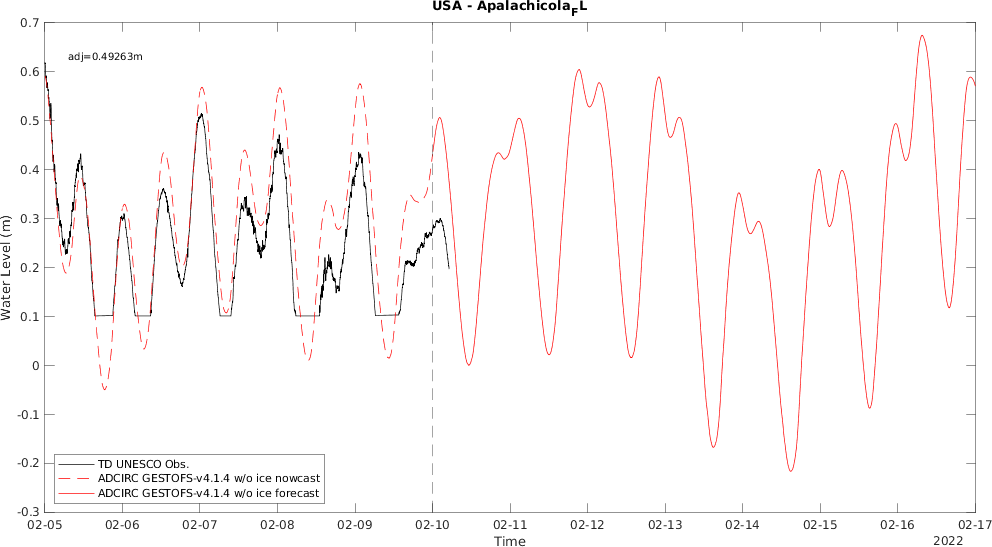 USA - Apalachicola_FL
adj=0.49263m
Water Level (m)
0.7
0.6
0.5
0.4
0.3
0.2
0.1
0
-0.1
-0.2
-0.3
TD UNESCO Obs.
ADCIRC GESTOFS-v4.1.4 w/o ice nowcast
ADCIRC GESTOFS-v4.1.4 w/o ice forecast
02-05 02-06 02-07 02-08 02-09 02-10 02-11 02-12 02-13 02-14 02-15 02-16 02-17
Time
2022